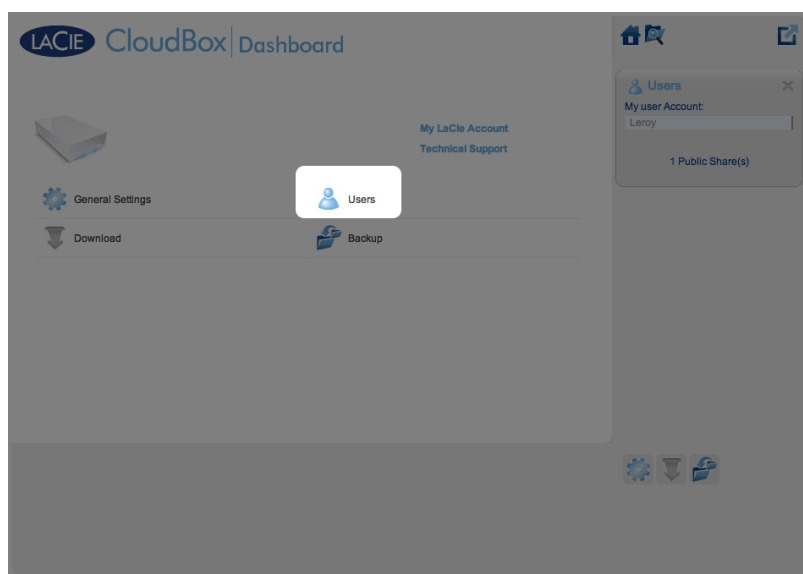 LACIE CloudBox Dashboard
Users
My user Account:
Leroy
1 Public Share(s)
My LaCie Account
Technical Support
General Settings
Users
Download
Backup